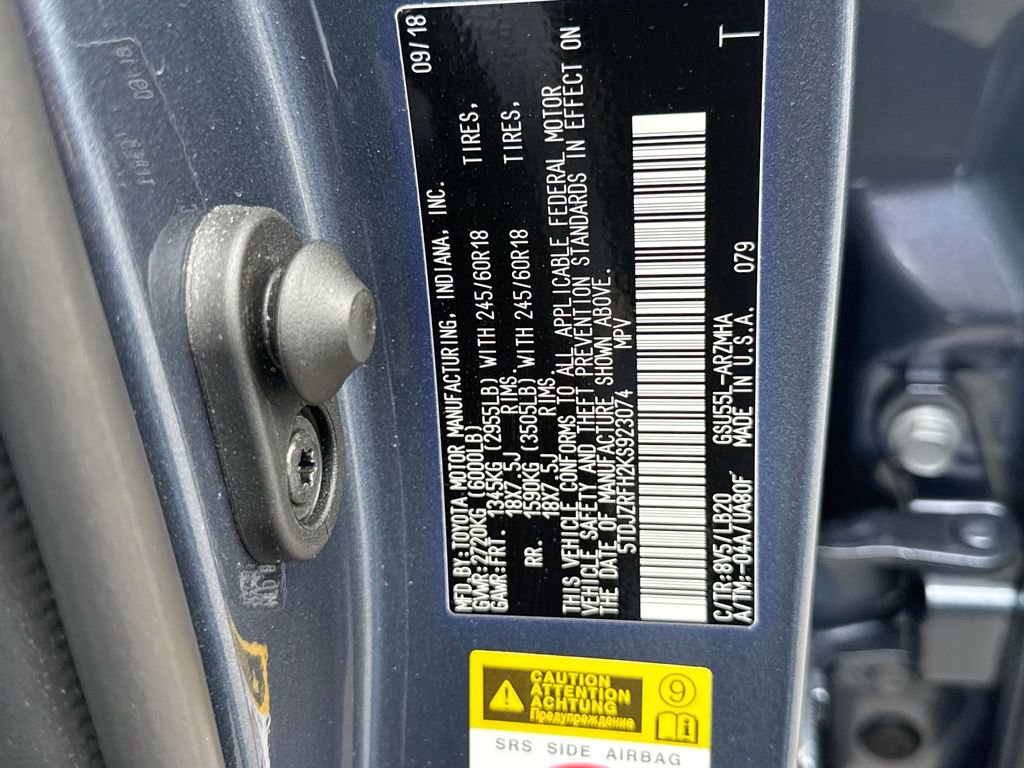 09/18
MFD.BY:TOYOTA MOTOR MANUFACTURING, INDIANA, INC.
GVWR:2720KG (6000LB)
GAWR:FRT. 1345KG (2955LB) WITH 245/60R18 TIRES,
18X7.5J RIMS.
RR. 1590KG (3505LB) WITH 245/60R18 TIRES,
18X7.5J RIMS.
THIS VEHICLE CONFORMS TO ALL APPLICABLE FEDERAL MOTOR
VEHICLE SAFETY AND THEFT PREVENTION STANDARDS IN EFFECT ON
THE DATE OF MANUFACTURE SHOWN ABOVE.
5TDJZRFH2KS923074 MPV
C/TR:8V5/LB20 GSU55L-ARZMHA 079
A/TM:-04A/UA80F MADE IN U.S.A. T
CAUTION
ATTENTION
ACHTUNG
Предупреждение
9
i
SRS SIDE AIRBAG